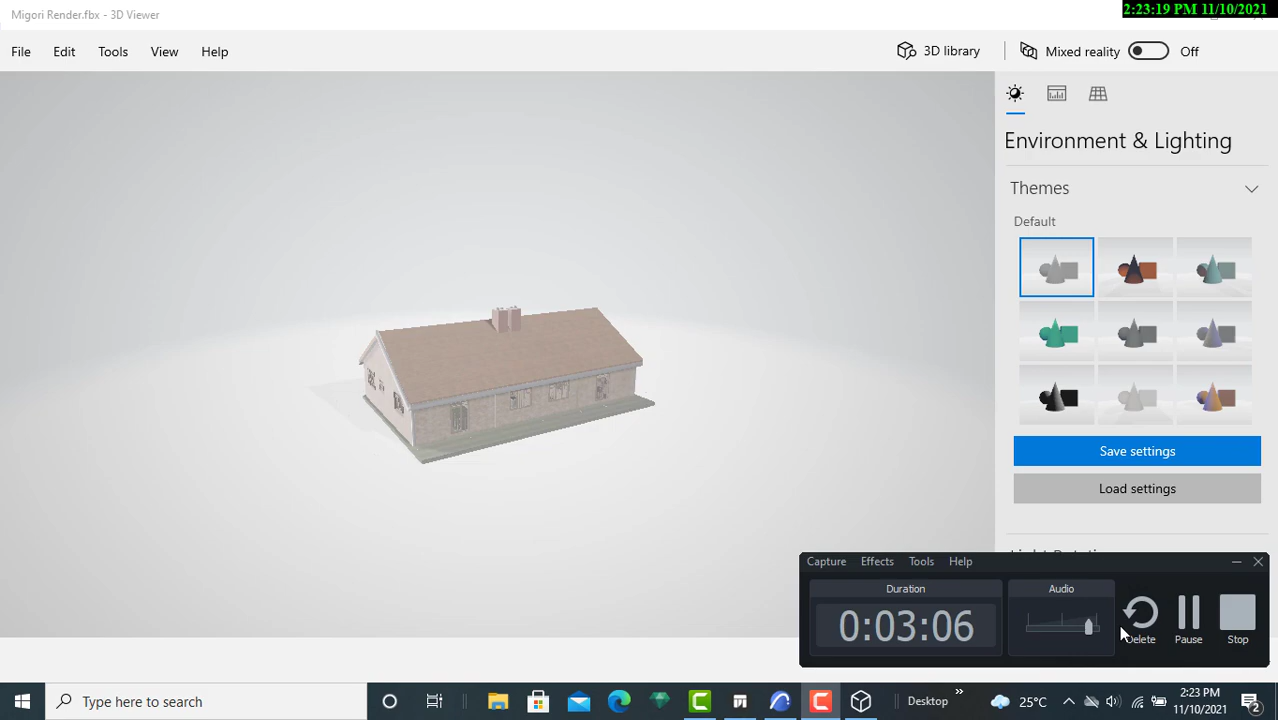 Migori Render.fbx - 3D Viewer
2:23:19 PM 11/10/2021
File Edit Tools View Help
3D library Mixed reality Off
Environment & Lighting
Themes
Default
Save settings
Load settings
Capture Effects Tools Help
Duration Audio
0:03:06
Delete Pause Stop
Type here to search
Desktop
25°C
2:23 PM
11/10/2021
2